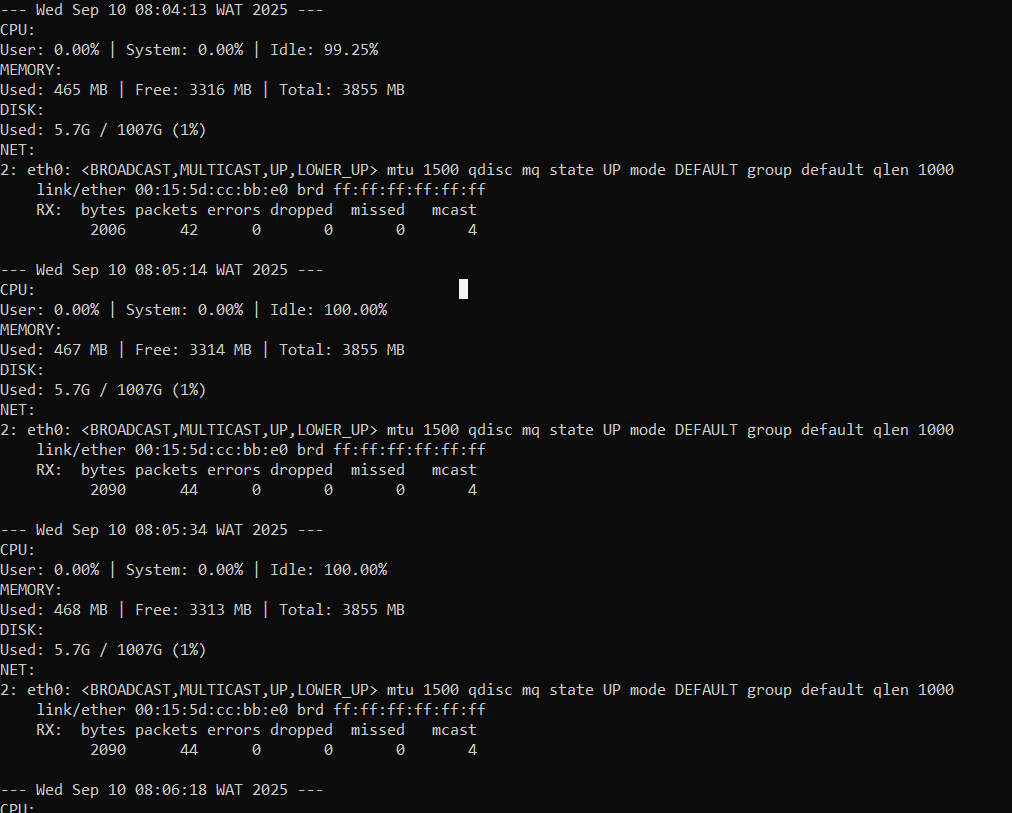 --- Wed Sep 10 08:04:13 WAT 2025 ---
CPU:
User: 0.00% | System: 0.00% | Idle: 99.25%
MEMORY:
Used: 465 MB | Free: 3316 MB | Total: 3855 MB
DISK:
Used: 5.7G / 1007G (1%)
NET:
2: eth0: <BROADCAST,MULTICAST,UP,LOWER_UP> mtu 1500 qdisc mq state UP mode DEFAULT group default qlen 1000
    link/ether 00:15:5d:cc:bb:e0 brd ff:ff:ff:ff:ff:ff
    RX:  bytes packets errors dropped  missed   mcast
          2006      42      0       0       0       4

--- Wed Sep 10 08:05:14 WAT 2025 ---
CPU:
User: 0.00% | System: 0.00% | Idle: 100.00%
MEMORY:
Used: 467 MB | Free: 3314 MB | Total: 3855 MB
DISK:
Used: 5.7G / 1007G (1%)
NET:
2: eth0: <BROADCAST,MULTICAST,UP,LOWER_UP> mtu 1500 qdisc mq state UP mode DEFAULT group default qlen 1000
    link/ether 00:15:5d:cc:bb:e0 brd ff:ff:ff:ff:ff:ff
    RX:  bytes packets errors dropped  missed   mcast
          2090      44      0       0       0       4

--- Wed Sep 10 08:05:34 WAT 2025 ---
CPU:
User: 0.00% | System: 0.00% | Idle: 100.00%
MEMORY:
Used: 468 MB | Free: 3313 MB | Total: 3855 MB
DISK:
Used: 5.7G / 1007G (1%)
NET:
2: eth0: <BROADCAST,MULTICAST,UP,LOWER_UP> mtu 1500 qdisc mq state UP mode DEFAULT group default qlen 1000
    link/ether 00:15:5d:cc:bb:e0 brd ff:ff:ff:ff:ff:ff
    RX:  bytes packets errors dropped  missed   mcast
          2090      44      0       0       0       4

--- Wed Sep 10 08:06:18 WAT 2025 ---
CPU: